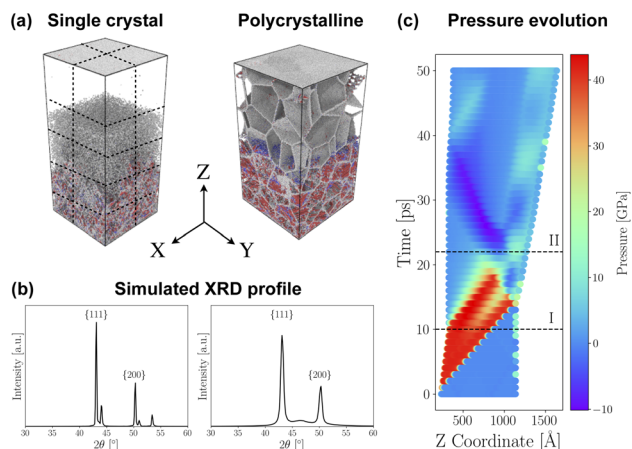 (a) Single crystal Polycrystalline
Z
X Y
(b) Simulated XRD profile
{111}
{200}
Intensity [a.u.]
30 35 40 45 50 55 60
2θ [°]
{111}
{200}
Intensity [a.u.]
30 35 40 45 50 55 60
2θ [°]
(c) Pressure evolution
50
40
30
20
10
0
Time [ps]
II
I
500 1000 1500
Z Coordinate [Å]
40
30
20
10
0
−10
Pressure [GPa]